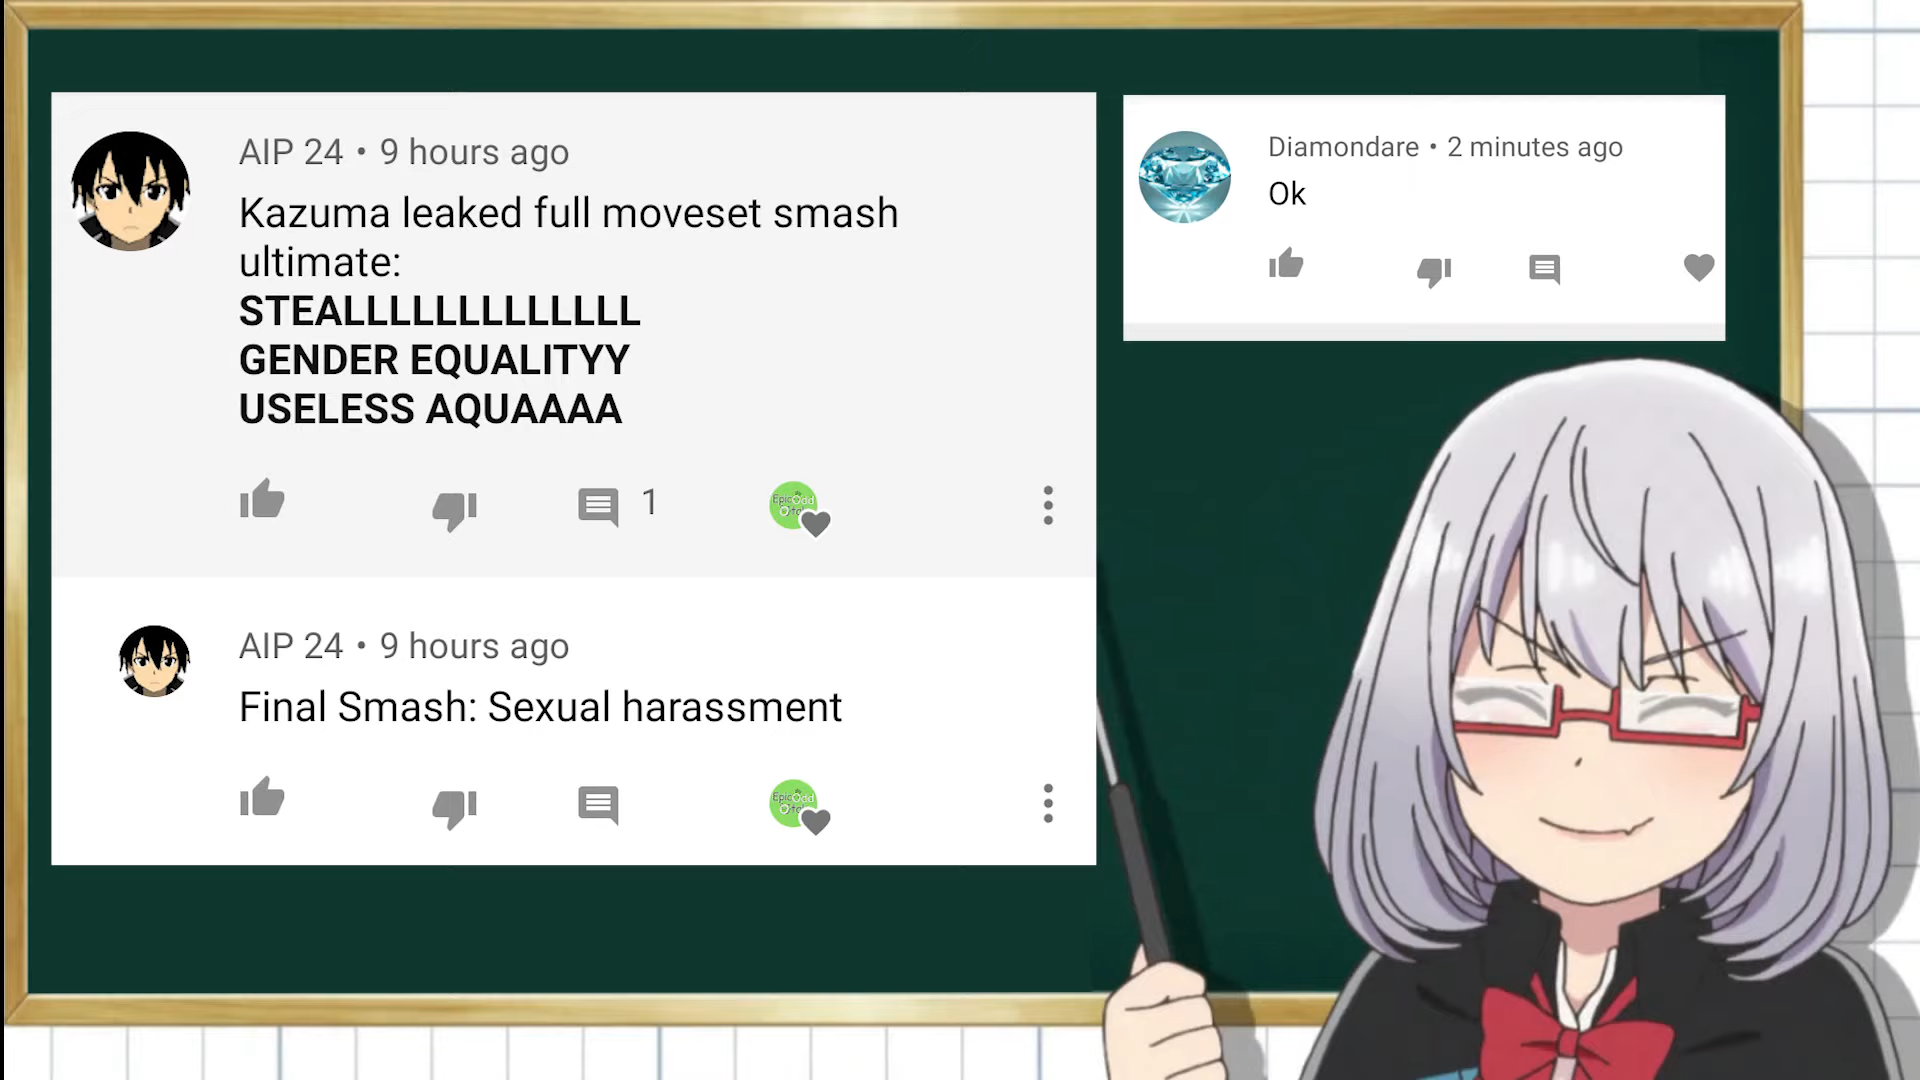 AIP 24 • 9 hours ago
Kazuma leaked full moveset smash
ultimate:
STEALLLLLLLLLLLLL
GENDER EQUALITYY
USELESS AQUAAAA
1
AIP 24 • 9 hours ago
Final Smash: Sexual harassment
Diamondare • 2 minutes ago
Ok